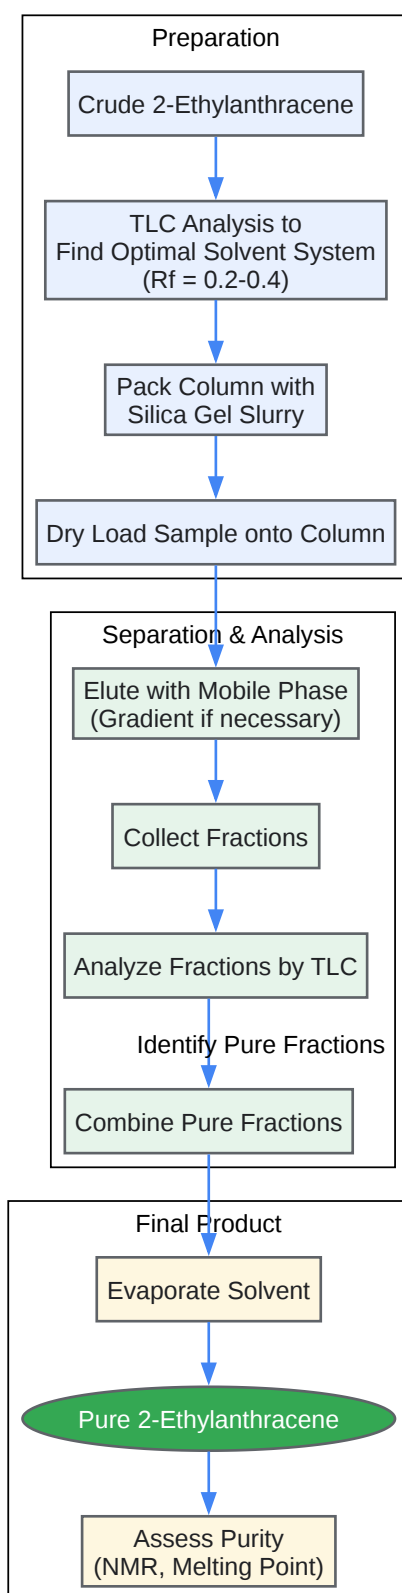 Preparation
Crude 2-Ethylanthracene
TLC Analysis to
Find Optimal Solvent System
(Rf = 0.2-0.4)
Pack Column with
Silica Gel Slurry
Dry Load Sample onto Column
Separation & Analysis
Elute with Mobile Phase
(Gradient if necessary)
Collect Fractions
Analyze Fractions by TLC
Identify Pure Fractions
Combine Pure Fractions
Final Product
Evaporate Solvent
Pure 2-Ethylanthracene
Assess Purity
(NMR, Melting Point)